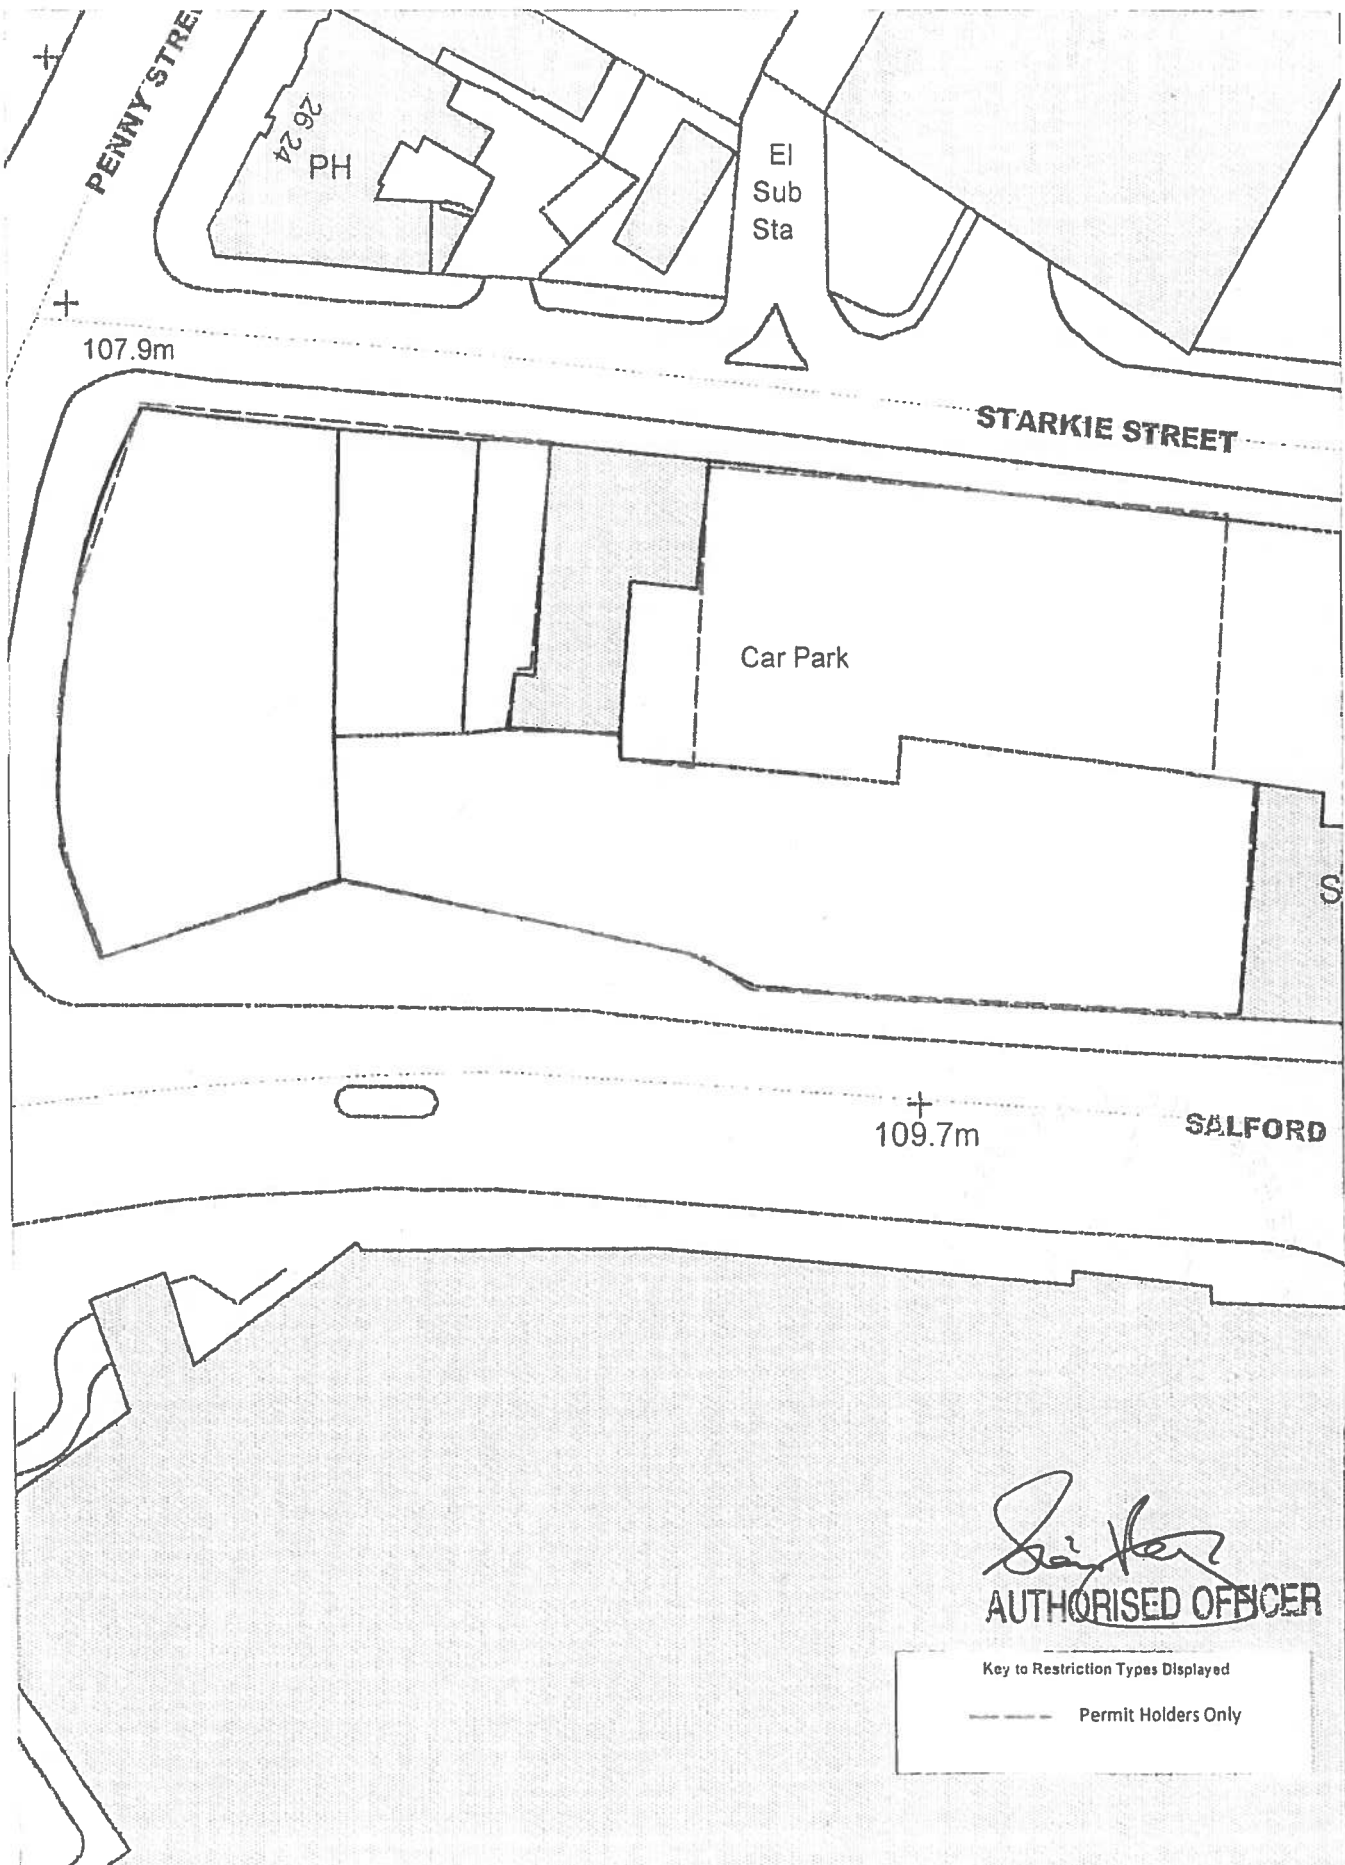 PENNY STREE
26 24
PH
El
Sub
Sta
107.9m
STARKIE STREET
Car Park
S
109.7m
SALFORD
AUTHORISED OFFICER
Key to Restriction Types Displayed
Permit Holders Only